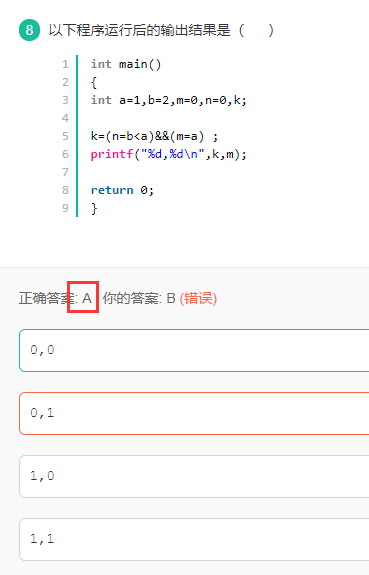 8 以下程序运行后的输出结果是（ ）
1 int main()
2 {
3 int a=1,b=2,m=0,n=0,k;
4
5 k=(n=b<a)&&(m=a) ;
6 printf("%d,%d\n",k,m);
7
8 return 0;
9 }
正确答案: A 你的答案: B (错误)
0,0
0,1
1,0
1,1